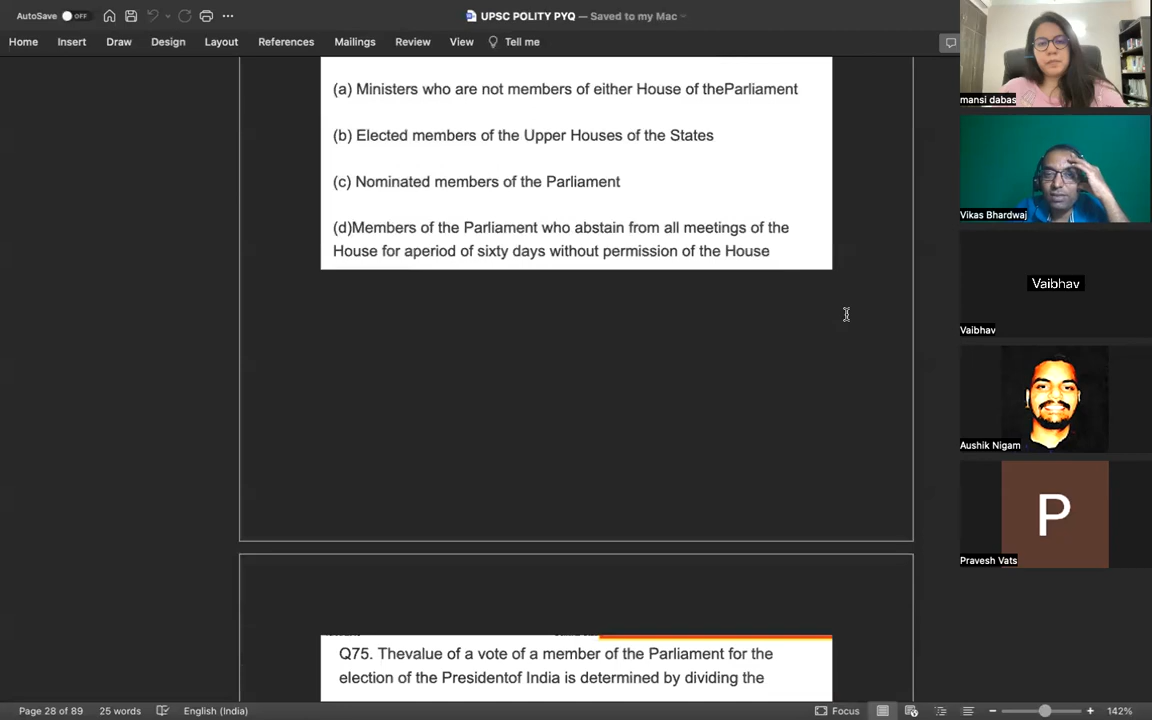 AutoSave OFF
UPSC POLITY PYQ — Saved to my Mac
Home Insert Draw Design Layout References Mailings Review View Tell me
(a) Ministers who are not members of either House of theParliament
(b) Elected members of the Upper Houses of the States
(c) Nominated members of the Parliament
(d)Members of the Parliament who abstain from all meetings of the
House for aperiod of sixty days without permission of the House
Q75. Thevalue of a vote of a member of the Parliament for the
election of the Presidentof India is determined by dividing the
Page 28 of 89 25 words English (India) Focus 142%
mansi dabas
Vikas Bhardwaj
Vaibhav
Vaibhav
Aushik Nigam
P
Pravesh Vats